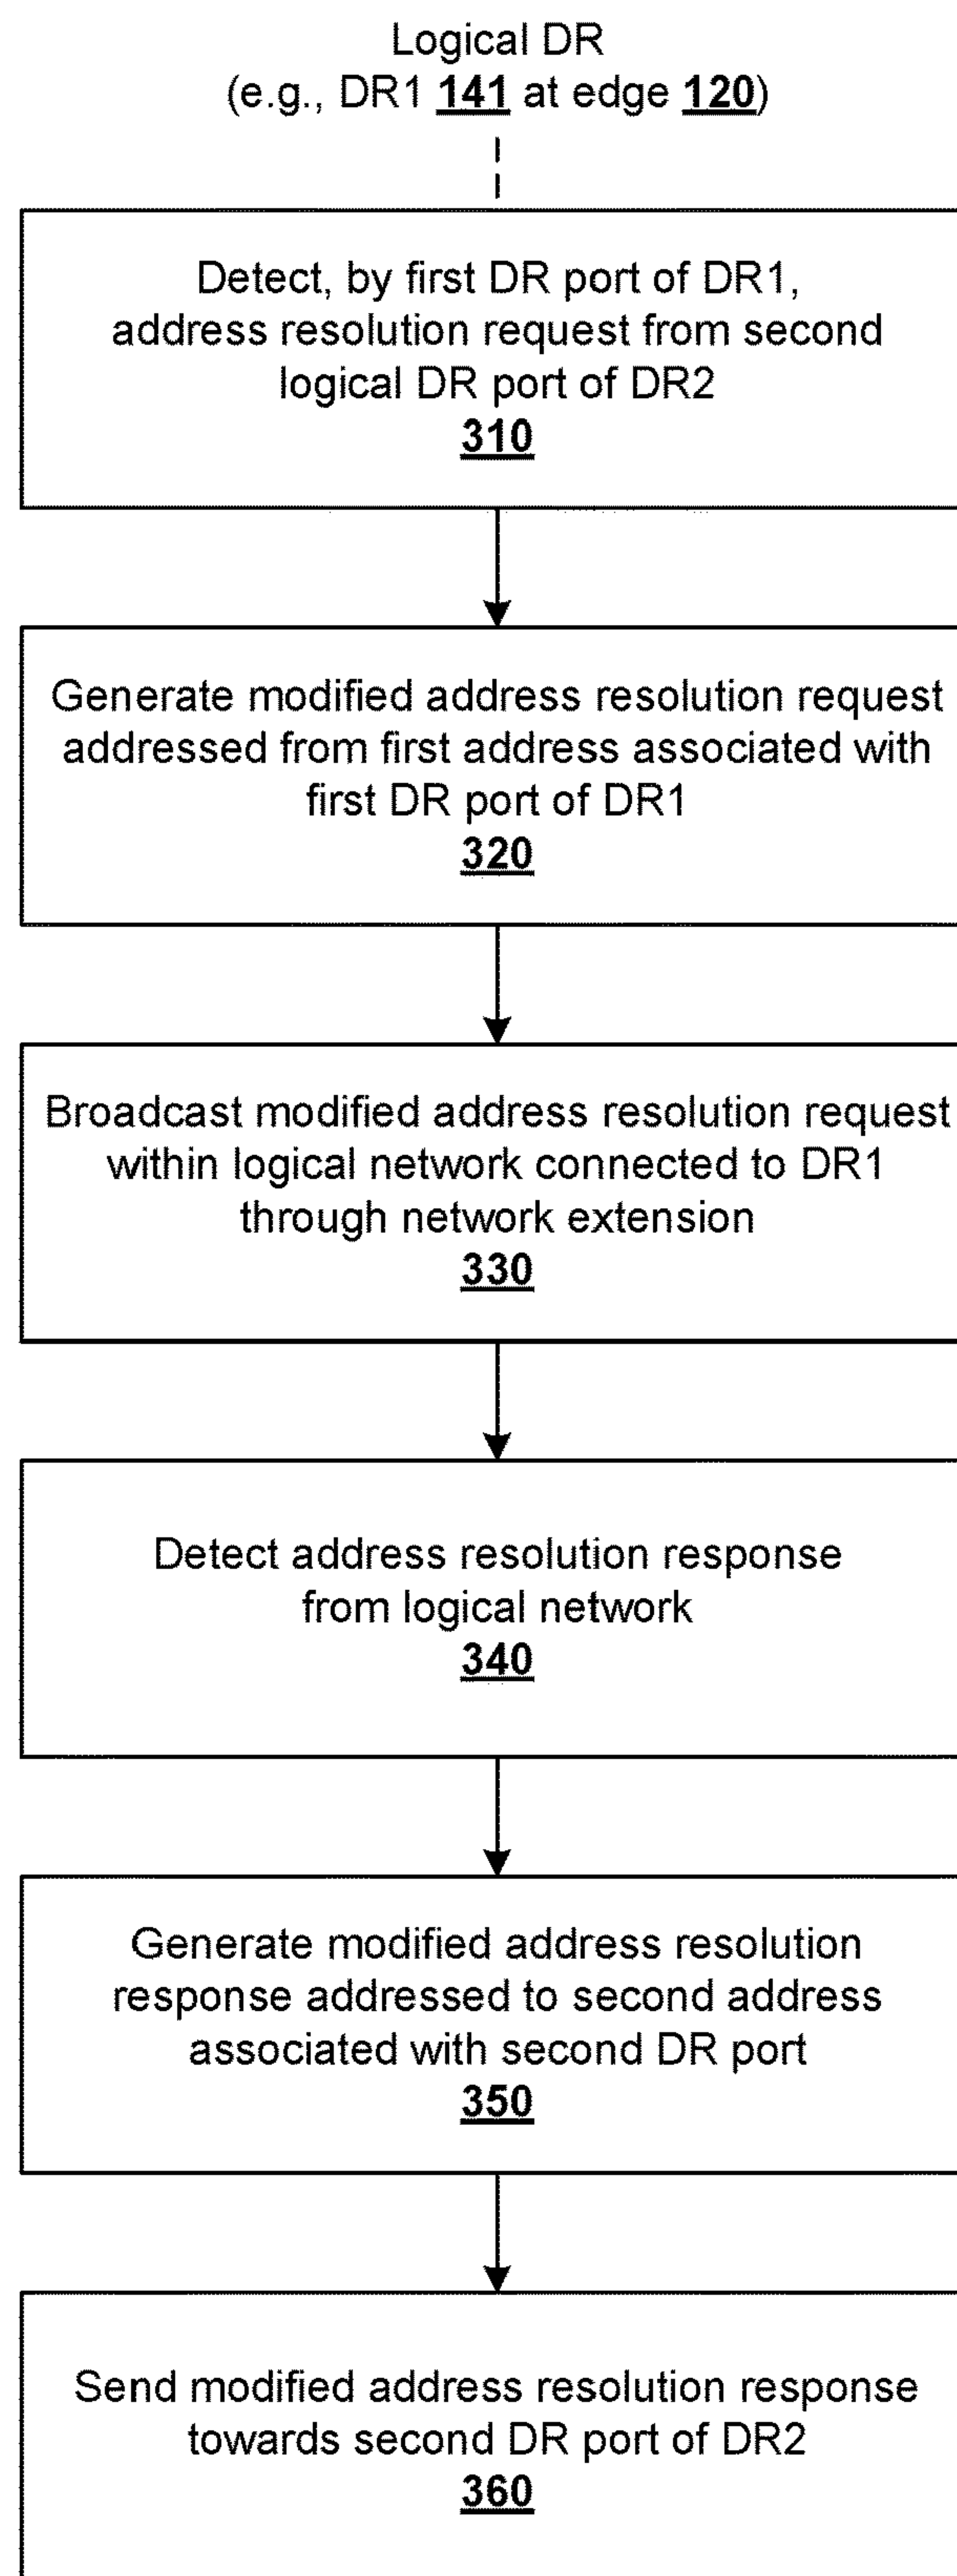 Logical DR
(e.g., DR1 141 at edge 120)
Detect, by first DR port of DR1,
address resolution request from second
logical DR port of DR2
310
Generate modified address resolution request
addressed from first address associated with
first DR port of DR1
320
Broadcast modified address resolution request
within logical network connected to DR1
through network extension
330
Detect address resolution response
from logical network
340
Generate modified address resolution
response addressed to second address
associated with second DR port
350
Send modified address resolution response
towards second DR port of DR2
360